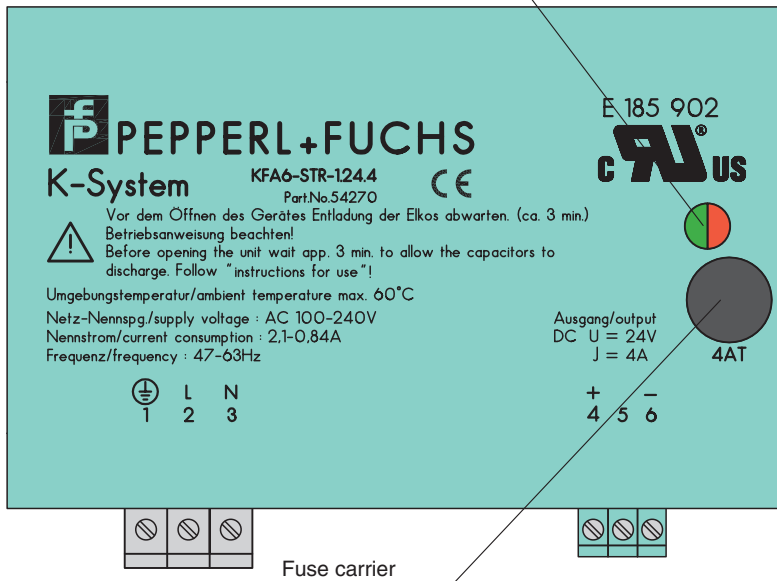 PEPPERL+FUCHS
E 185 902
C US
®
K-System
KFA6-STR-1.24.4
Part.No.54270
CE
Vor dem Öffnen des Gerätes Entladung der Elkos abwarten. (ca. 3 min.)
Betriebsanweisung beachten!
Before opening the unit wait app. 3 min. to allow the capacitors to
discharge. Follow "instructions for use"!
Umgebungstemperatur/ambient temperature max. 60°C
Netz-Nennspg./supply voltage : AC 100-240V
Nennstrom/current consumption : 2,1-0,84A
Frequenz/frequency : 47-63Hz
Ausgang/output
DC U = 24V
J = 4A
4AT
L N
1 2 3
+ −
4 5 6
Fuse carrier